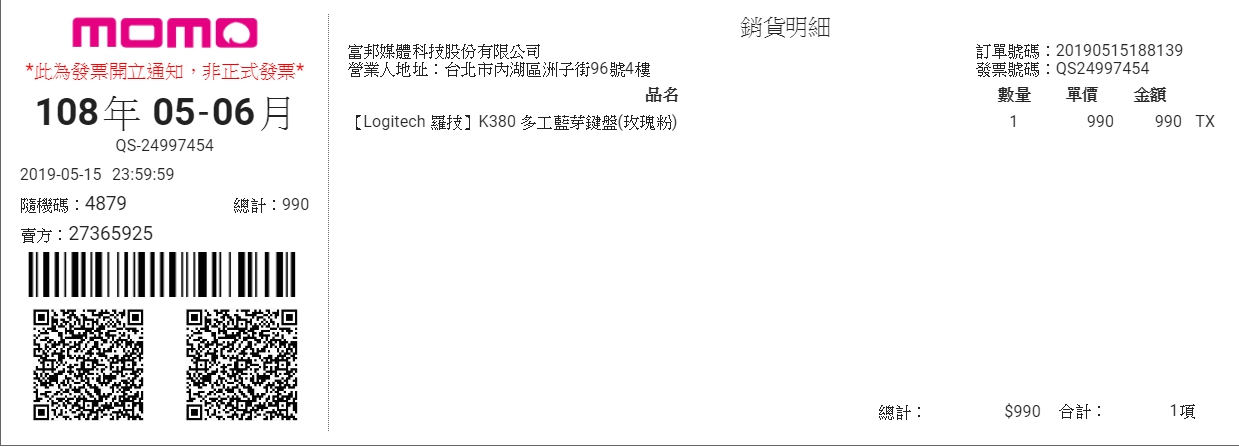 momo
*此為發票開立通知，非正式發票*
108年 05-06月
QS-24997454
2019-05-15 23:59:59
隨機碼：4879 總計：990
賣方：27365925
銷貨明細
富邦媒體科技股份有限公司 訂單號碼：20190515188139
營業人地址：台北市內湖區洲子街96號4樓 發票號碼：QS24997454
品名 數量 單價 金額
【Logitech 羅技】K380 多工藍芽鍵盤(玫瑰粉) 1 990 990 TX
總計： $990 合計： 1項